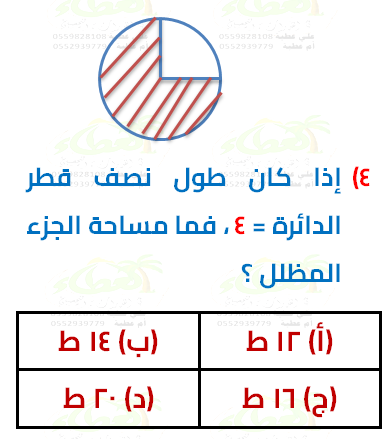 ٤) إذا كان طول نصف قطر
الدائرة = ٤ ، فما مساحة الجزء
المظلل ؟
(أ) ١٢ ط (ب) ١٤ ط
(ج) ١٦ ط (د) ٢٠ ط